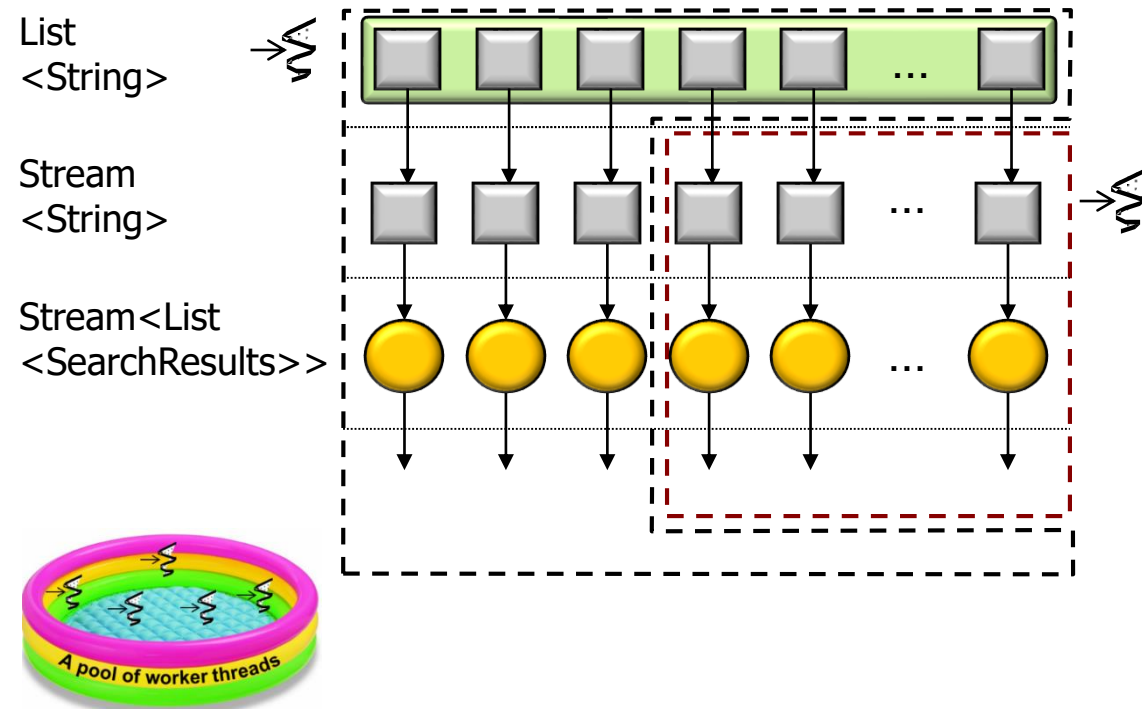 List
<String>
...
Stream
<String>
...
Stream<List
<SearchResults>>
...
A pool of worker threads